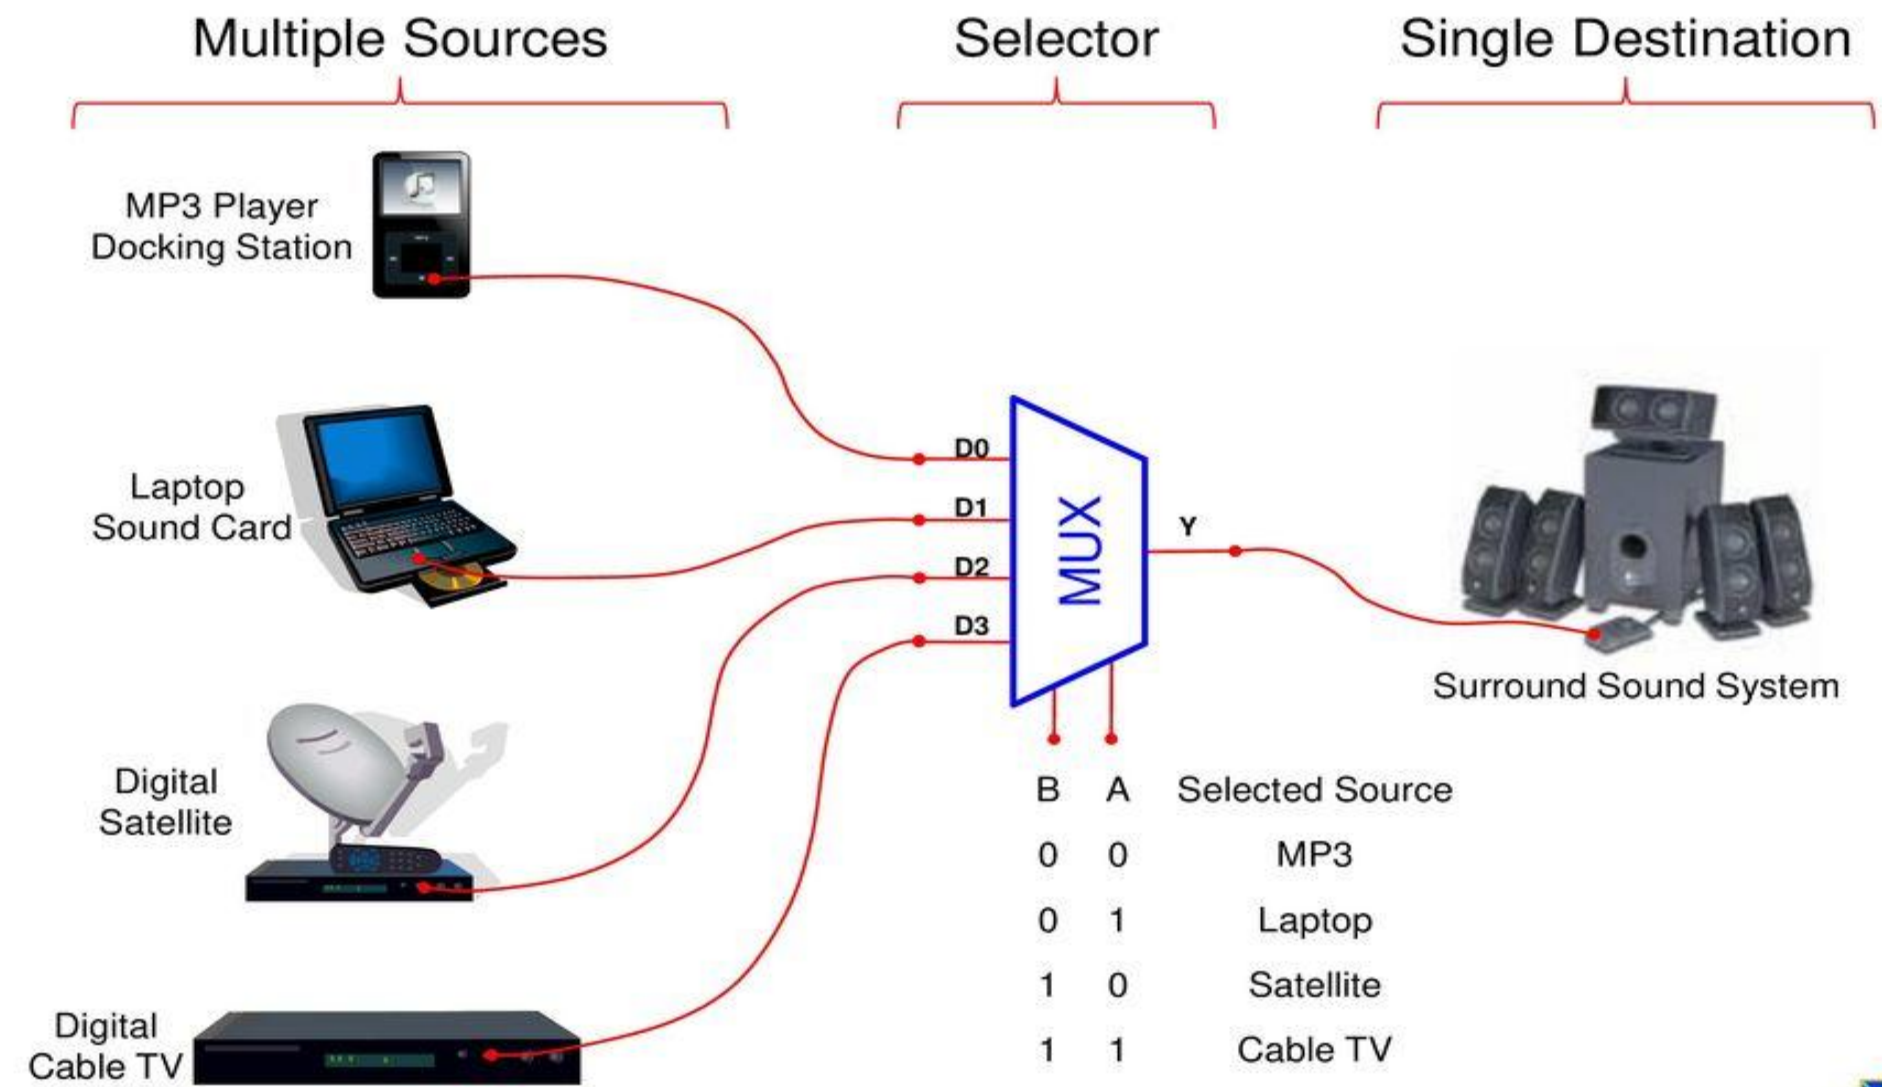 Multiple Sources
Selector
Single Destination
MP3 Player
Docking Station
Laptop
Sound Card
Digital
Satellite
Digital
Cable TV
D0
D1
D2
D3
MUX
Y
Surround Sound System
B A Selected Source
0 0 MP3
0 1 Laptop
1 0 Satellite
1 1 Cable TV